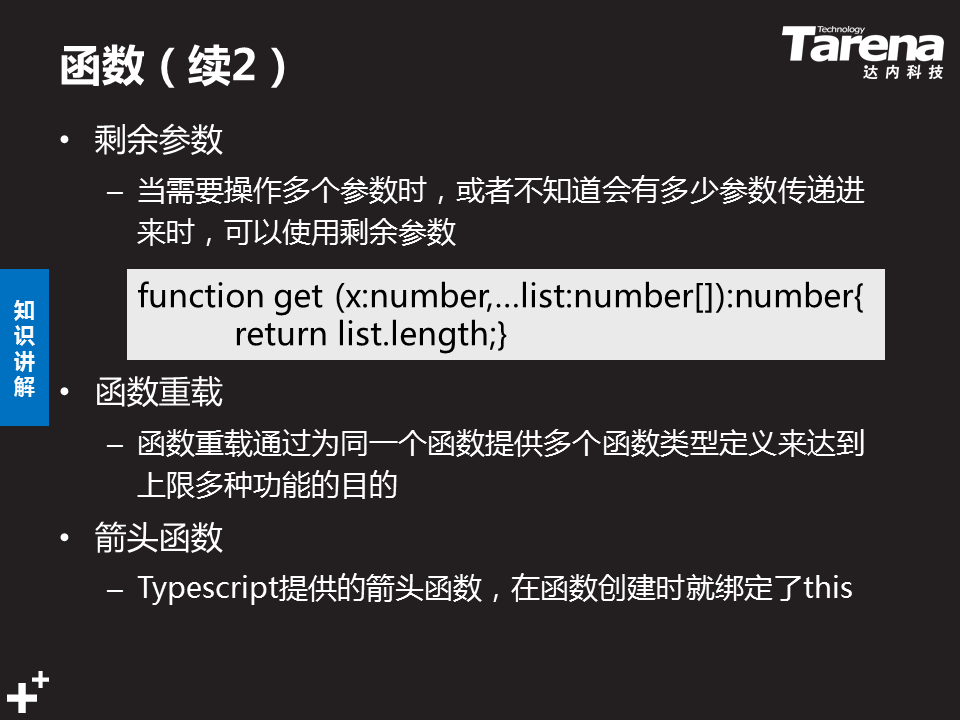 函数（续2）
Technology
Tarena
达内科技
• 剩余参数
– 当需要操作多个参数时，或者不知道会有多少参数传递进
来时，可以使用剩余参数
function get (x:number,...list:number[]):number{
return list.length;}
知识讲解
• 函数重载
– 函数重载通过为同一个函数提供多个函数类型定义来达到
上限多种功能的目的
• 箭头函数
– Typescript提供的箭头函数，在函数创建时就绑定了this